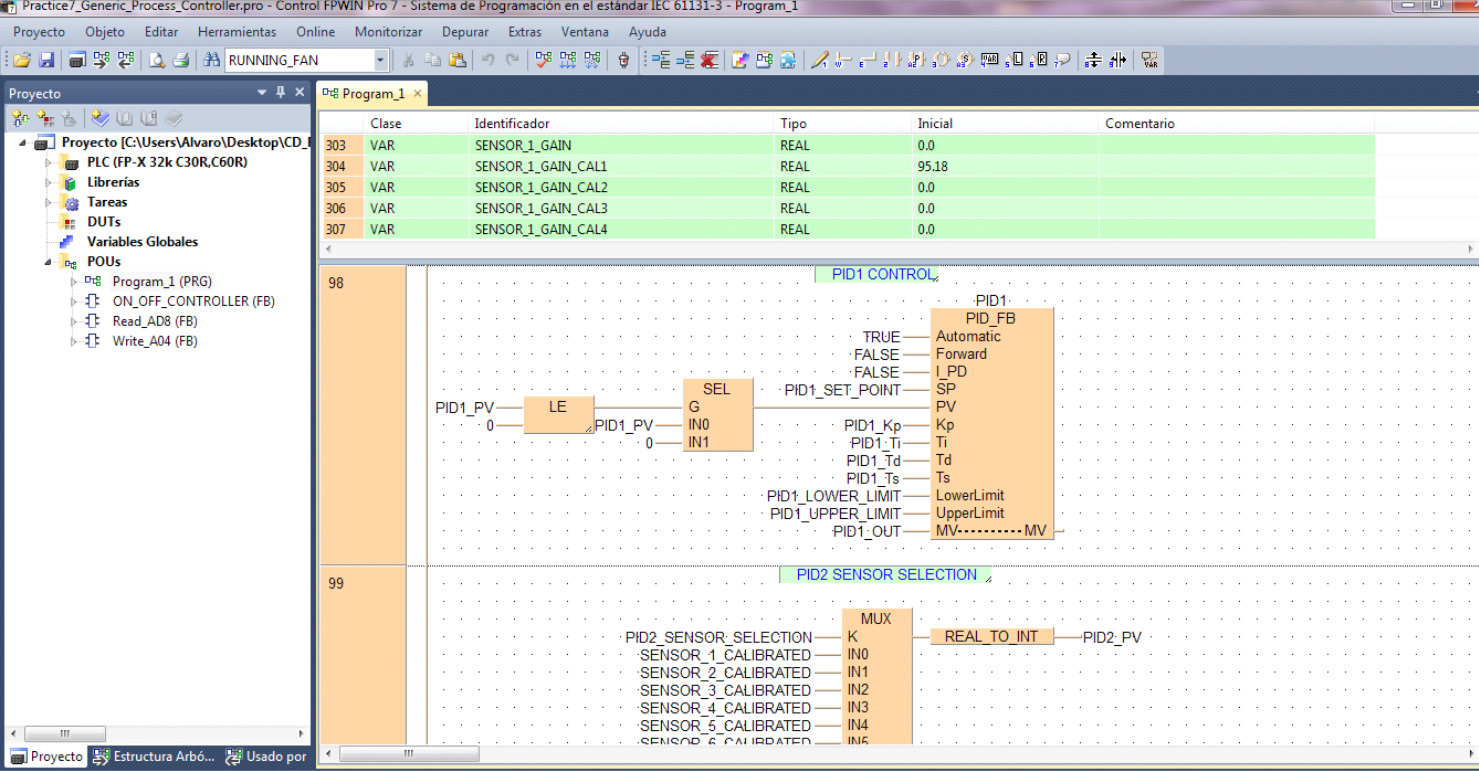 Practice7_Generic_Process_Controller.pro - Control FPWIN Pro 7 - Sistema de Programación en el estándar IEC 61131-3 - Program_1
Proyecto Objeto Editar Herramientas Online Monitorizar Depurar Extras Ventana Ayuda
RUNNING_FAN
Proyecto
Proyecto [C:\Users\Alvaro\Desktop\CD_
PLC (FP-X 32k C30R,C60R)
Librerías
Tareas
DUTs
Variables Globales
POUs
Program_1 (PRG)
ON_OFF_CONTROLLER (FB)
Read_AD8 (FB)
Write_A04 (FB)
Proyecto Estructura Arbó... Usado por
Program_1
Clase Identificador Tipo Inicial Comentario
303 VAR SENSOR_1_GAIN REAL 0.0
304 VAR SENSOR_1_GAIN_CAL1 REAL 95.18
305 VAR SENSOR_1_GAIN_CAL2 REAL 0.0
306 VAR SENSOR_1_GAIN_CAL3 REAL 0.0
307 VAR SENSOR_1_GAIN_CAL4 REAL 0.0
98
PID1 CONTROL
PID1
PID_FB
TRUE Automatic
FALSE Forward
FALSE I_PD
SEL PID1_SET_POINT SP
PID1_PV LE G PV
0 PID1_PV IN0 PID1_Kp Kp
0 IN1 PID1_Ti Ti
PID1_Td Td
PID1_Ts Ts
PID1_LOWER_LIMIT LowerLimit
PID1_UPPER_LIMIT UpperLimit
PID1_OUT MV MV
99
PID2 SENSOR SELECTION
MUX
PID2_SENSOR_SELECTION K REAL_TO_INT PID2_PV
SENSOR_1_CALIBRATED IN0
SENSOR_2_CALIBRATED IN1
SENSOR_3_CALIBRATED IN2
SENSOR_4_CALIBRATED IN3
SENSOR_5_CALIBRATED IN4
SENSOR_6_CALIBRATED IN5